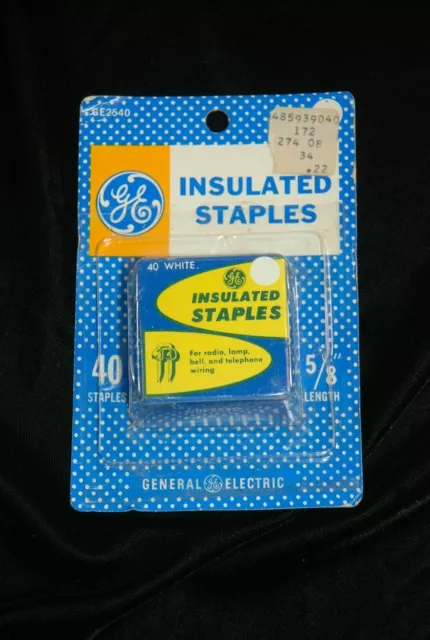 GE2540
485939040
172
274 08
34
.22
GE
INSULATED
STAPLES
40 WHITE
GE
INSULATED
STAPLES
For radio, lamp,
bell, and telephone
wiring
40
STAPLES
5/8"
LENGTH
GENERAL GE ELECTRIC